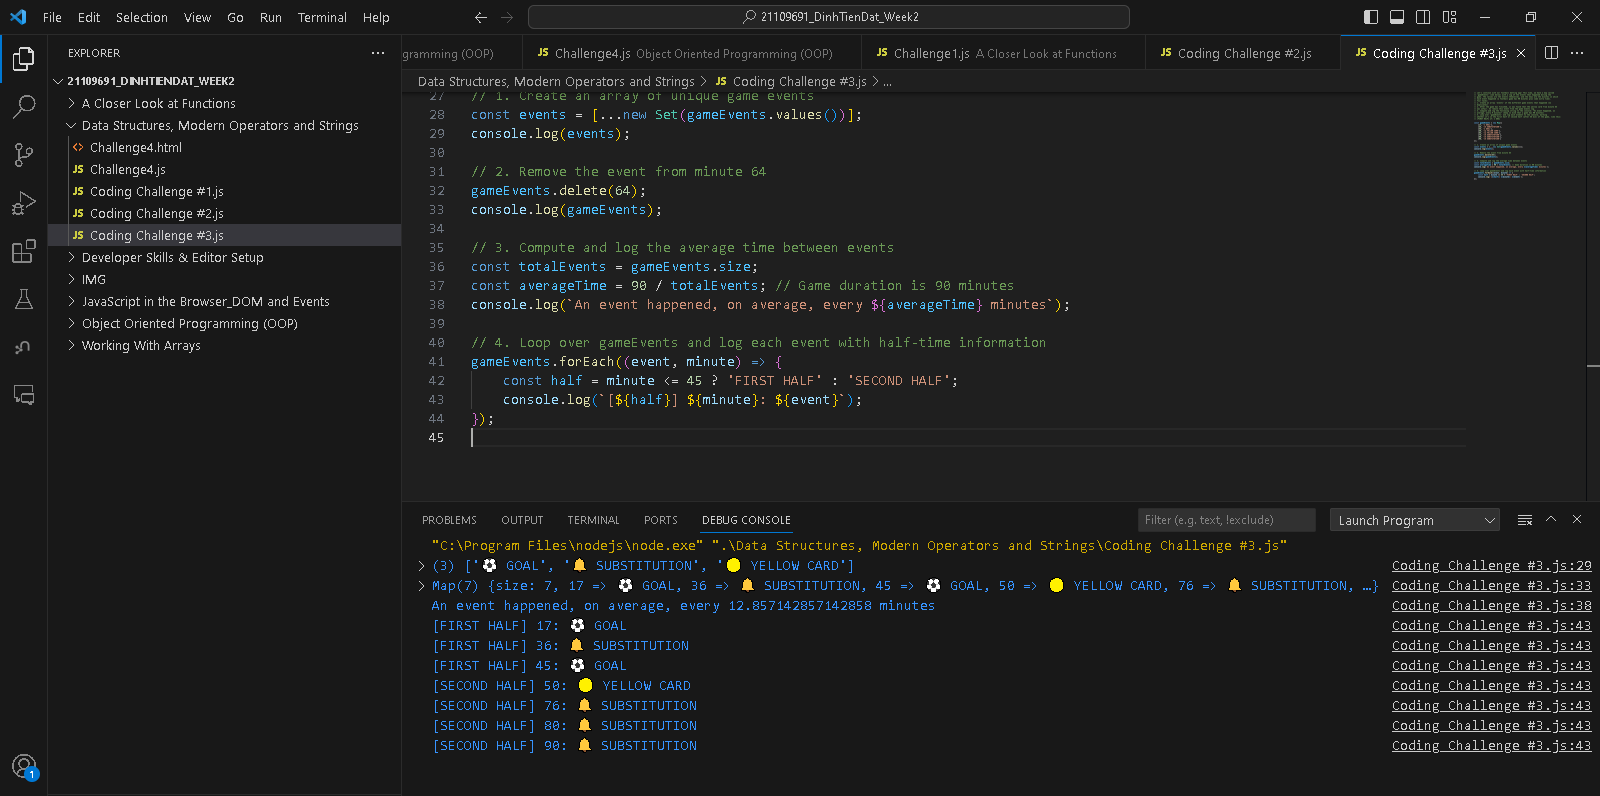 File Edit Selection View Go Run Terminal Help
21109691_DinhTienDat_Week2
EXPLORER
21109691_DINHTIENDAT_WEEK2
A Closer Look at Functions
Data Structures, Modern Operators and Strings
Challenge4.html
JS Challenge4.js
JS Coding Challenge #1.js
JS Coding Challenge #2.js
JS Coding Challenge #3.js
Developer Skills & Editor Setup
IMG
JavaScript in the Browser_DOM and Events
Object Oriented Programming (OOP)
Working With Arrays
1
gramming (OOP)
JS Challenge4.js Object Oriented Programming (OOP)
JS Challenge1.js A Closer Look at Functions
JS Coding Challenge #2.js
JS Coding Challenge #3.js
Data Structures, Modern Operators and Strings > JS Coding Challenge #3.js > ...
27 // 1. Create an array of unique game events
28 const events = [...new Set(gameEvents.values())];
29 console.log(events);
30
31 // 2. Remove the event from minute 64
32 gameEvents.delete(64);
33 console.log(gameEvents);
34
35 // 3. Compute and log the average time between events
36 const totalEvents = gameEvents.size;
37 const averageTime = 90 / totalEvents; // Game duration is 90 minutes
38 console.log(`An event happened, on average, every ${averageTime} minutes`);
39
40 // 4. Loop over gameEvents and log each event with half-time information
41 gameEvents.forEach((event, minute) => {
42 const half = minute <= 45 ? 'FIRST HALF' : 'SECOND HALF';
43 console.log(`[${half}] ${minute}: ${event}`);
44 });
45
PROBLEMS OUTPUT TERMINAL PORTS DEBUG CONSOLE
Filter (e.g. text, !exclude)
Launch Program
"C:\Program Files\nodejs\node.exe" ".\Data Structures, Modern Operators and Strings\Coding Challenge #3.js"
(3) ['⚽ GOAL', '🔔 SUBSTITUTION', '🟡 YELLOW CARD'] Coding Challenge #3.js:29
Map(7) {size: 7, 17 => ⚽ GOAL, 36 => 🔔 SUBSTITUTION, 45 => ⚽ GOAL, 50 => 🟡 YELLOW CARD, 76 => 🔔 SUBSTITUTION, …} Coding Challenge #3.js:33
An event happened, on average, every 12.857142857142858 minutes Coding Challenge #3.js:38
[FIRST HALF] 17: ⚽ GOAL Coding Challenge #3.js:43
[FIRST HALF] 36: 🔔 SUBSTITUTION Coding Challenge #3.js:43
[FIRST HALF] 45: ⚽ GOAL Coding Challenge #3.js:43
[SECOND HALF] 50: 🟡 YELLOW CARD Coding Challenge #3.js:43
[SECOND HALF] 76: 🔔 SUBSTITUTION Coding Challenge #3.js:43
[SECOND HALF] 80: 🔔 SUBSTITUTION Coding Challenge #3.js:43
[SECOND HALF] 90: 🔔 SUBSTITUTION Coding Challenge #3.js:43